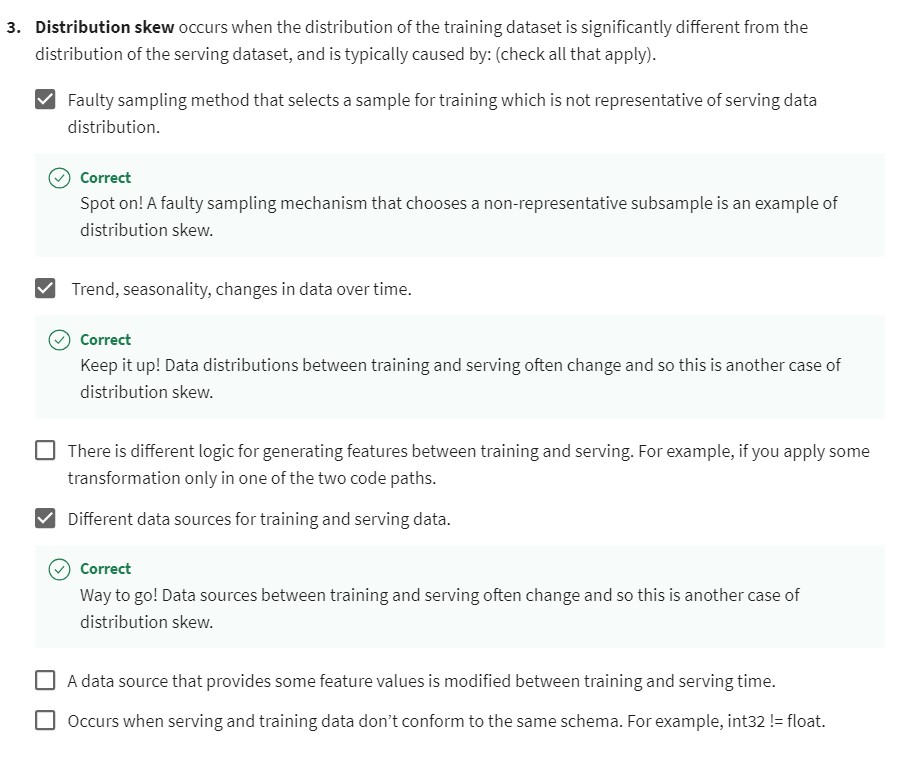 3. Distribution skew occurs when the distribution of the training dataset is significantly different from the
distribution of the serving dataset, and is typically caused by: (check all that apply).
Faulty sampling method that selects a sample for training which is not representative of serving data
distribution.
Correct
Spot on! A faulty sampling mechanism that chooses a non-representative subsample is an example of
distribution skew.
Trend, seasonality, changes in data over time.
Correct
Keep it up! Data distributions between training and serving often change and so this is another case of
distribution skew.
There is different logic for generating features between training and serving. For example, if you apply some
transformation only in one of the two code paths.
Different data sources for training and serving data.
Correct
Way to go! Data sources between training and serving often change and so this is another case of
distribution skew.
A data source that provides some feature values is modified between training and serving time.
Occurs when serving and training data don’t conform to the same schema. For example, int32 != float.